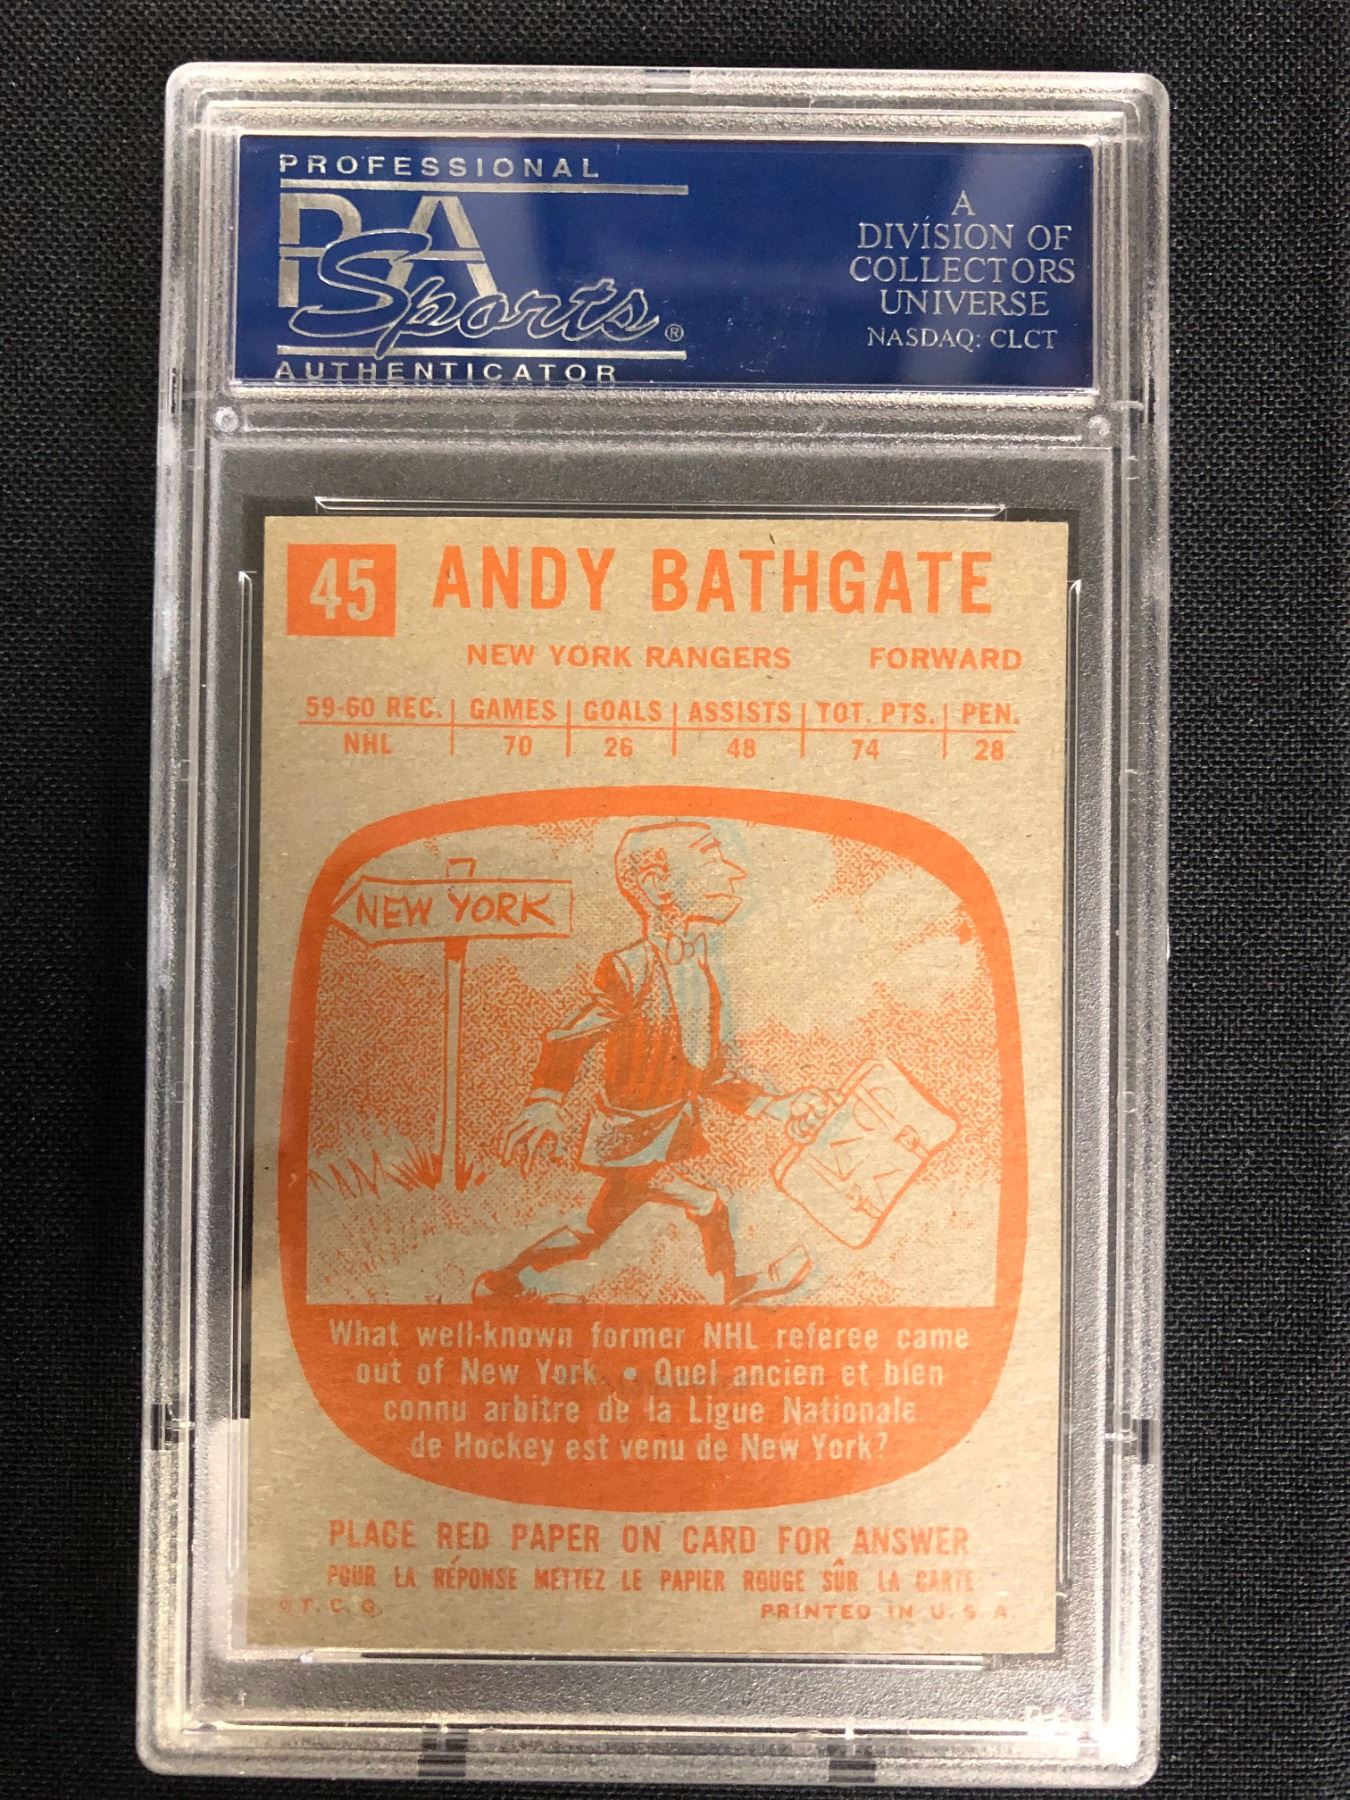 PROFESSIONAL
PSA
Sports®
AUTHENTICATOR
A
DIVISION OF
COLLECTORS
UNIVERSE
NASDAQ: CLCT
45 ANDY BATHGATE
NEW YORK RANGERS FORWARD
59-60 REC. GAMES GOALS ASSISTS TOT. PTS. PEN.
NHL 70 26 48 74 28
NEW YORK
What well-known former NHL referee came
out of New York. • Quel ancien et bien
connu arbitre de la Ligue Nationale
de Hockey est venu de New York?
PLACE RED PAPER ON CARD FOR ANSWER
POUR LA RÉPONSE METTEZ LE PAPIER ROUGE SÛR LA CARTE
© T. C. G. PRINTED IN U. S. A.